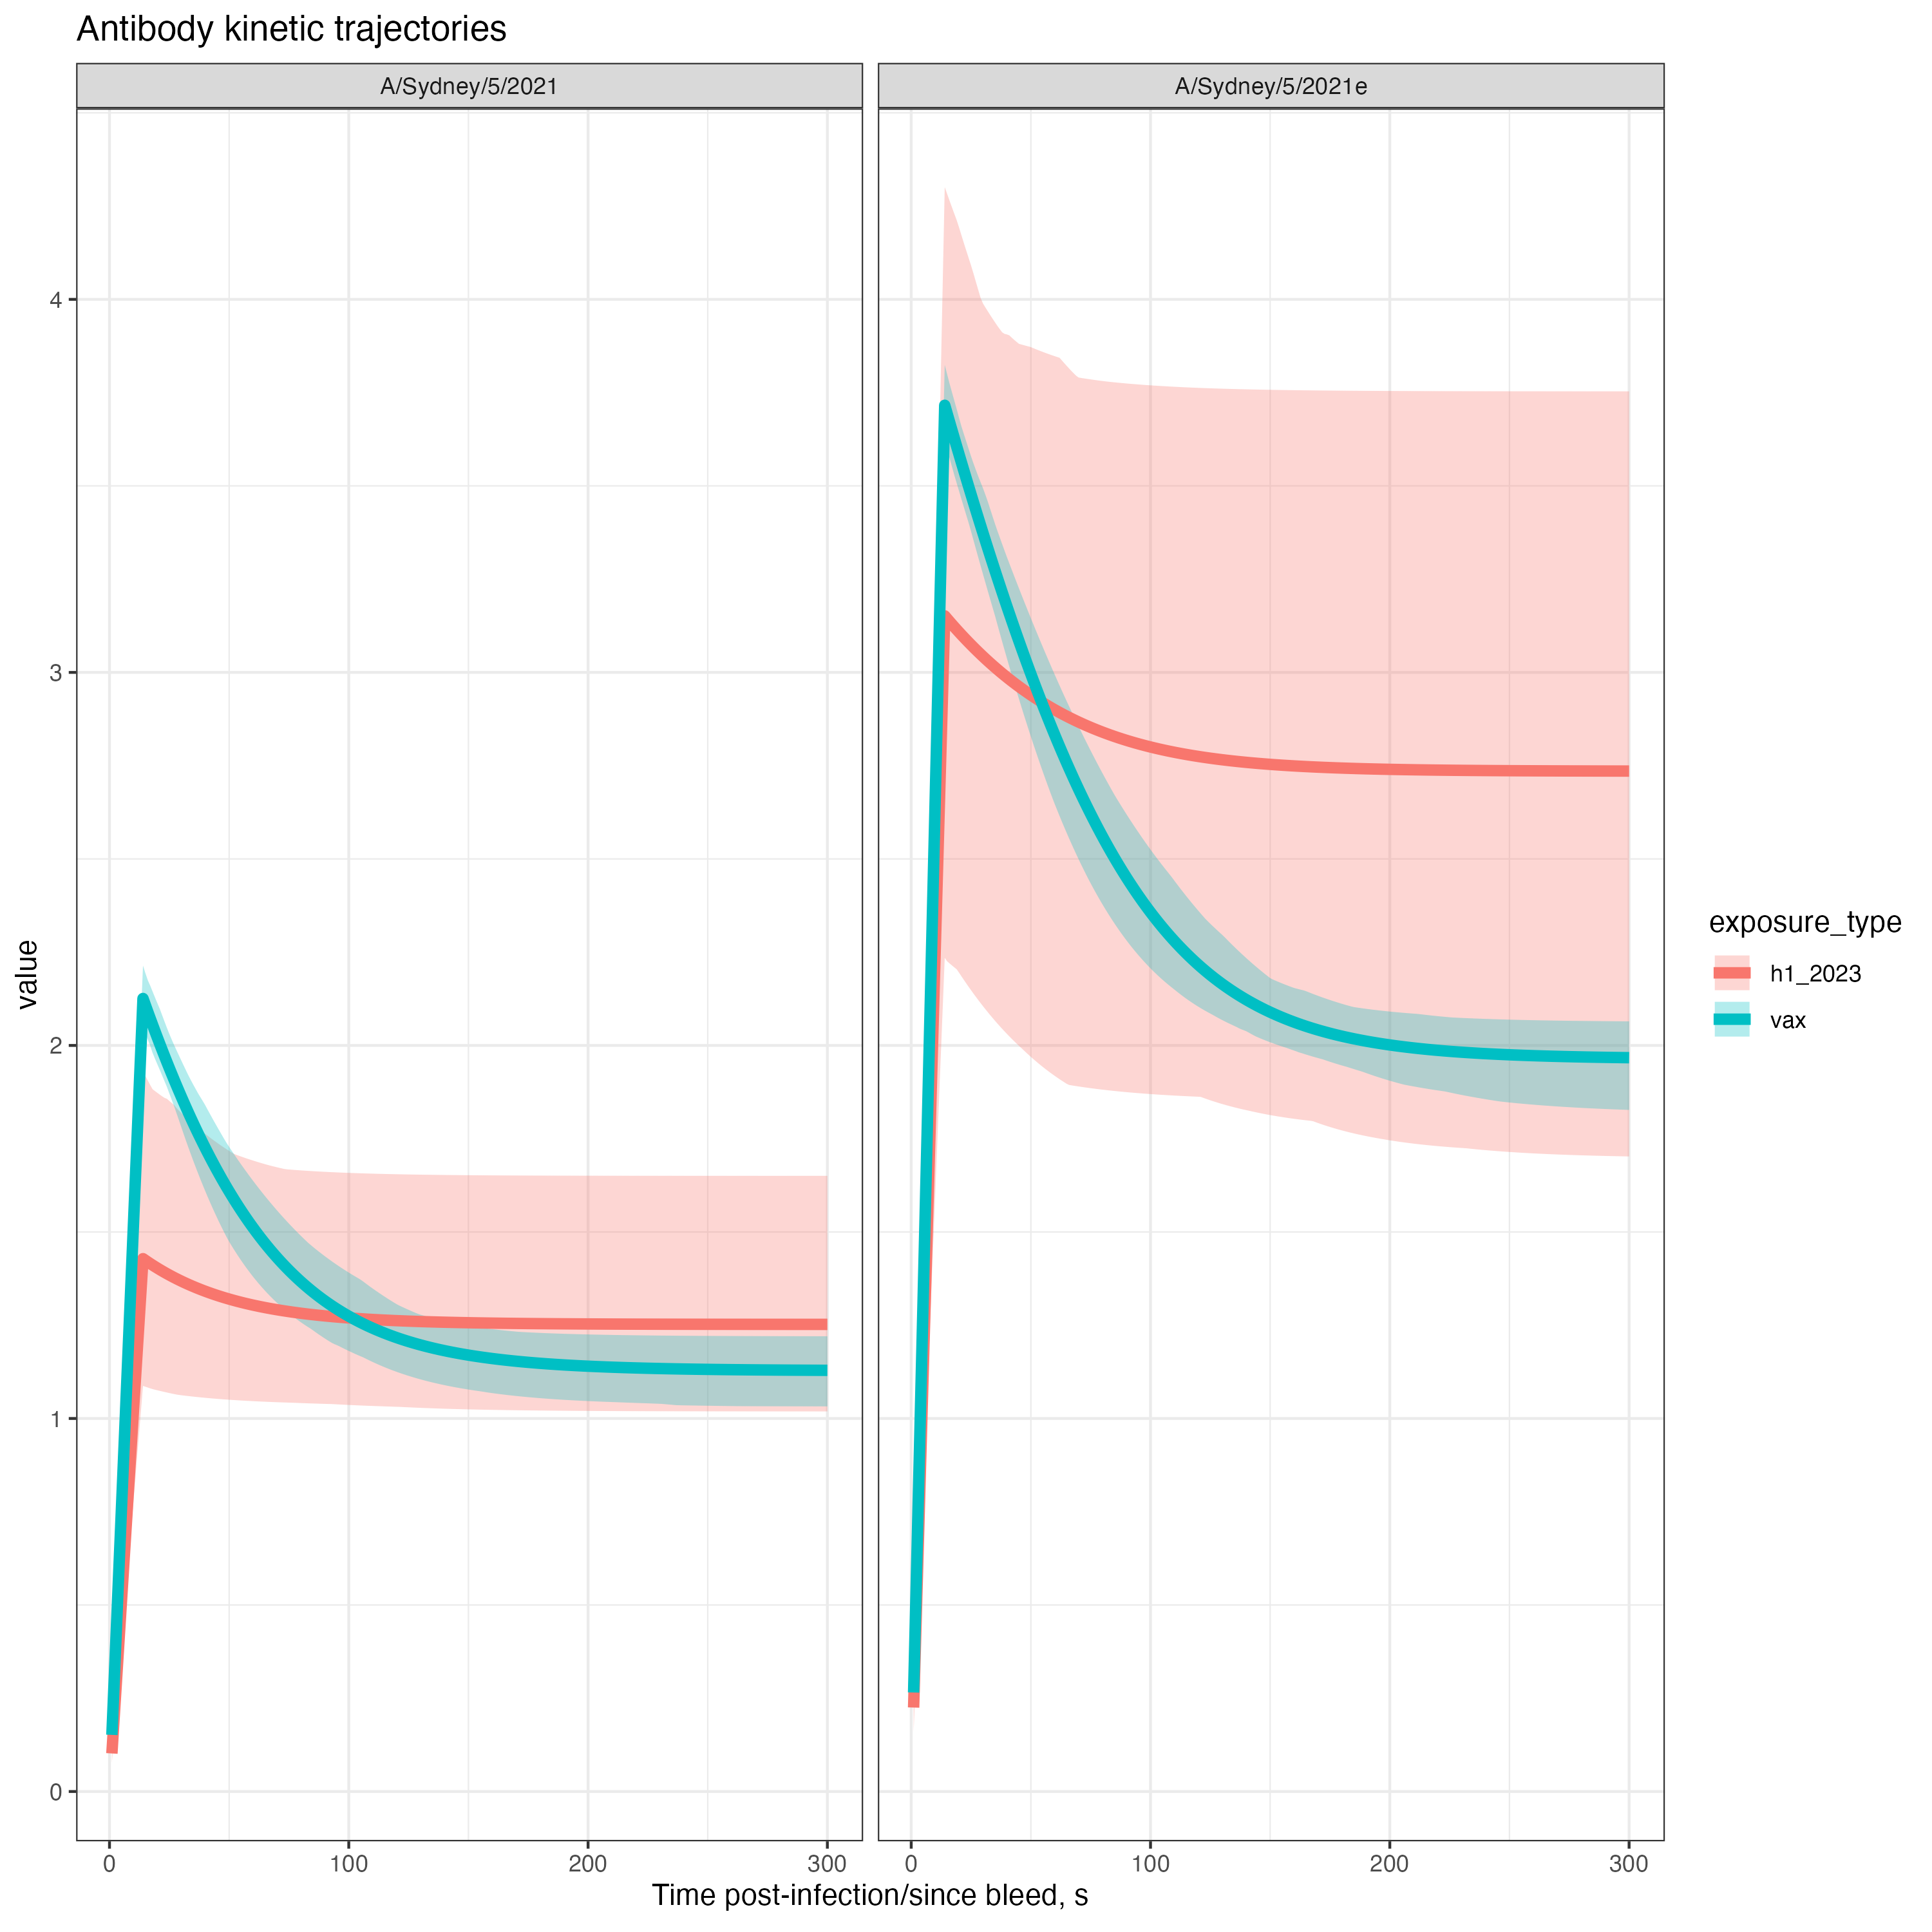 Antibody kinetic trajectories
A/Sydney/5/2021
A/Sydney/5/2021e
value
4
3
2
1
0
0
100
200
300
0
100
200
300
Time post-infection/since bleed, s
exposure_type
h1_2023
vax